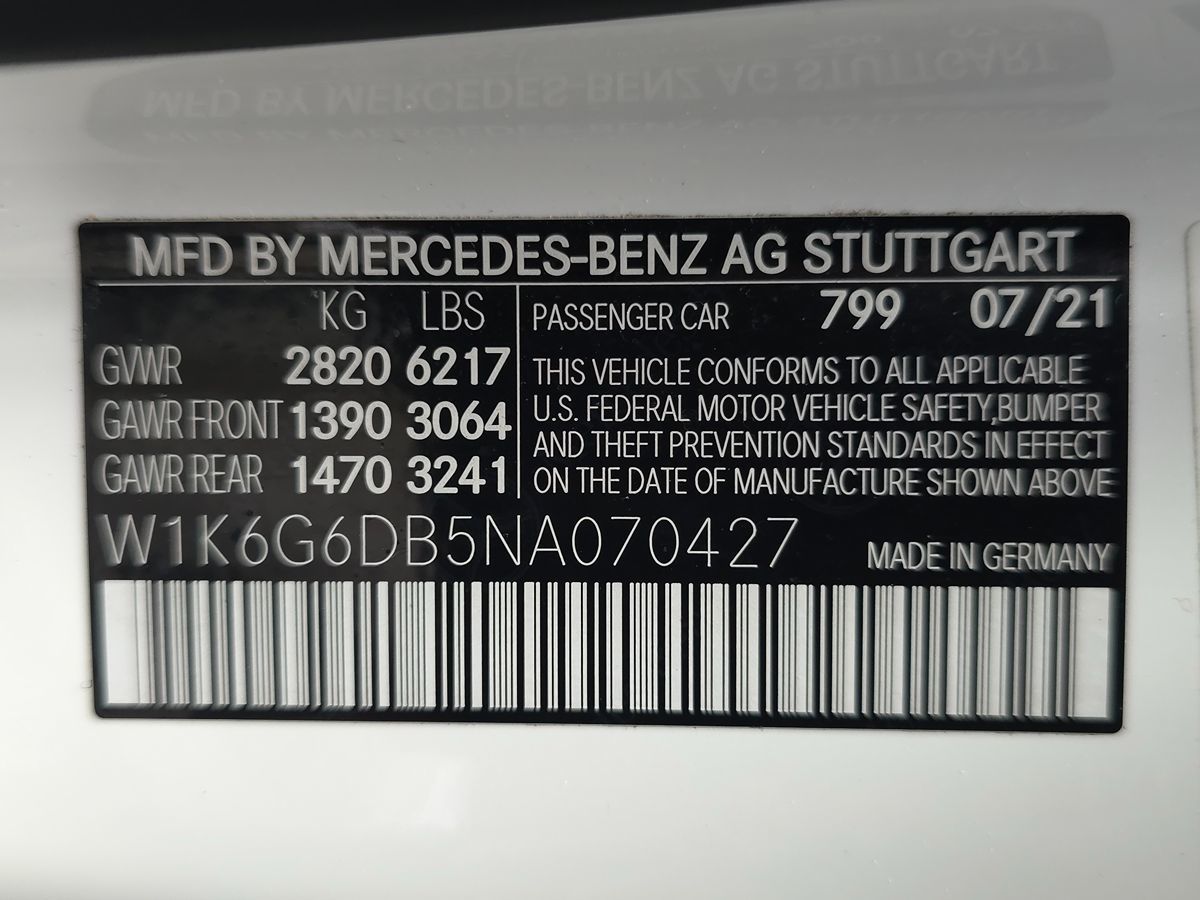 MFD BY MERCEDES-BENZ AG STUTTGART
KG LBS
GVWR 2820 6217
GAWR FRONT 1390 3064
GAWR REAR 1470 3241
PASSENGER CAR 799 07/21
THIS VEHICLE CONFORMS TO ALL APPLICABLE
U.S. FEDERAL MOTOR VEHICLE SAFETY,BUMPER
AND THEFT PREVENTION STANDARDS IN EFFECT
ON THE DATE OF MANUFACTURE SHOWN ABOVE
W1K6G6DB5NA070427
MADE IN GERMANY